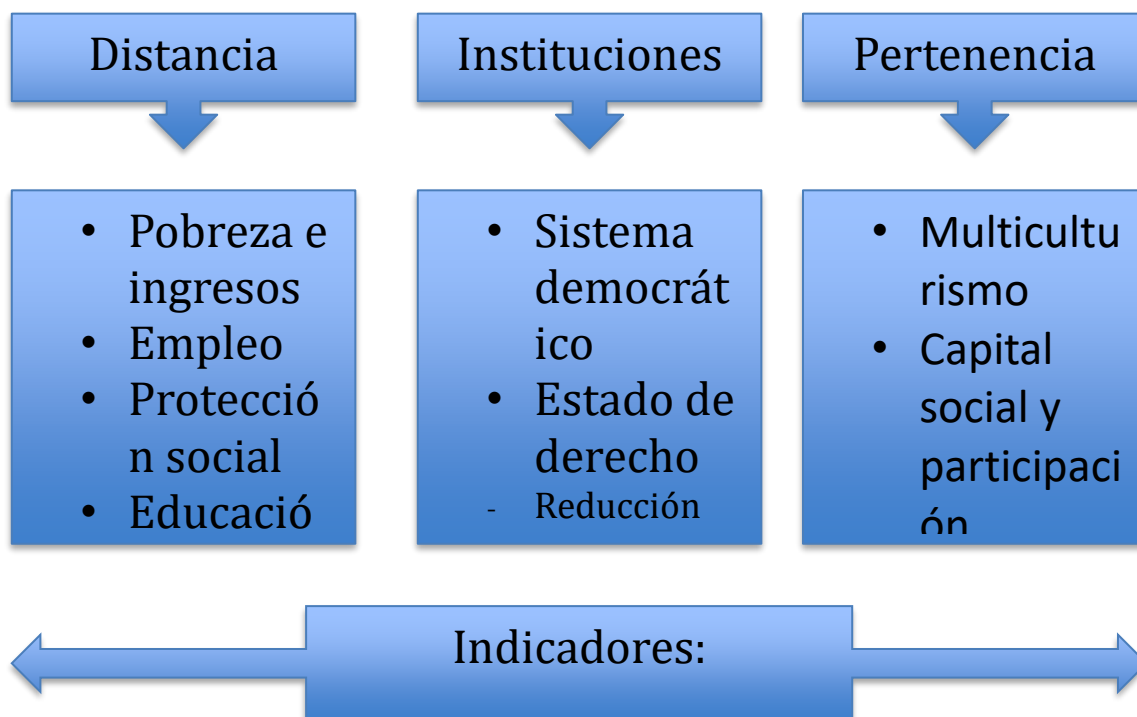 Distancia
Instituciones
Pertenencia
• Pobreza e
ingresos
• Empleo
• Protecció
n social
• Educació
• Sistema
democrát
ico
• Estado de
derecho
- Reducción
• Multicultu
rismo
• Capital
social y
participaci
ón
Indicadores: